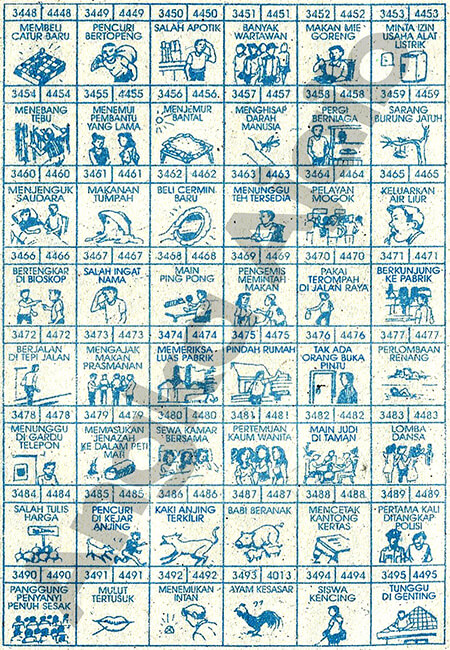 3448 4448
MEMBELI
CATUR BARU
3449 4449
PENCURI
BERTOPENG
3450 4450
SALAH APOTIK
3451 4451
BANYAK
WARTAWAN
3452 4452
MAKAN MIE
GORENG
3453 4453
MINTA IZIN
USAHA ALAT
LISTRIK
3454 4454
MENEBANG
TEBU
3455 4455
MENEMUI
PEMBANTU
YANG LAMA
3456 4456
MENJEMUR
BANTAL
3457 4457
MENGHISAP
DARAH
MANUSIA
3458 4458
PERGI
BERNIAGA
3459 4459
SARANG
BURUNG JATUH
3460 4460
MENJENGUK
SAUDARA
3461 4461
MAKANAN
TUMPAH
3462 4462
BELI CERMIN
BARU
3463 4463
MENUNGGU
TEH TERSEDIA
3464 4464
PELAYAN
MOGOK
3465 4465
KELUARKAN
AIR LIUR
3466 4466
BERTENGKAR
DI BIOSKOP
3467 4467
SALAH INGAT
NAMA
3468 4468
MAIN
PING PONG
3469 4469
PENGEMIS
MEMINTAH
MAKAN
3470 4470
PAKAI
TEROMPAH
DI JALAN RAYA
3471 4471
BERKUNJUNG
KE PABRIK
3472 4472
BERJALAN
DI TEPI JALAN
3473 4473
MENGAJAK
MAKAN
PRASMANAN
3474 4474
MEMERIKSA
LUAS PABRIK
3475 4475
PINDAH RUMAH
3476 4476
TAK ADA
ORANG BUKA
PINTU
3477 4477
PERLOMBAAN
RENANG
3478 4478
MENUNGGU
DI GARDU
TELEPON
3479 4479
MEMASUKAN
JENAZAH
KE DALAM PETI
MATI
3480 4480
SEWA KAMAR
BERSAMA
3481 4481
PERTEMUAN
KAUM WANITA
3482 4482
MAIN JUDI
DI TAMAN
3483 4483
LOMBA
DANSA
3484 4484
SALAH TULIS
HARGA
3485 4485
PENCURI
DI KEJAR
ANJING
3486 4486
KAKI ANJING
TERKILIR
3487 4487
BABI BERANAK
3488 4488
MENCETAK
KANTONG
KERTAS
3489 4489
PERTAMA KALI
DITANGKAP
POLISI
3490 4490
PANGGUNG
PENYANYI
PENUH SESAK
3491 4491
MULUT
TERTUSUK
3492 4492
MENEMUKAN
INTAN
3493 4013
AYAM KESASAR
3494 4494
SISWA
KENCING
3495 4495
TUNGGU
DI GENTING